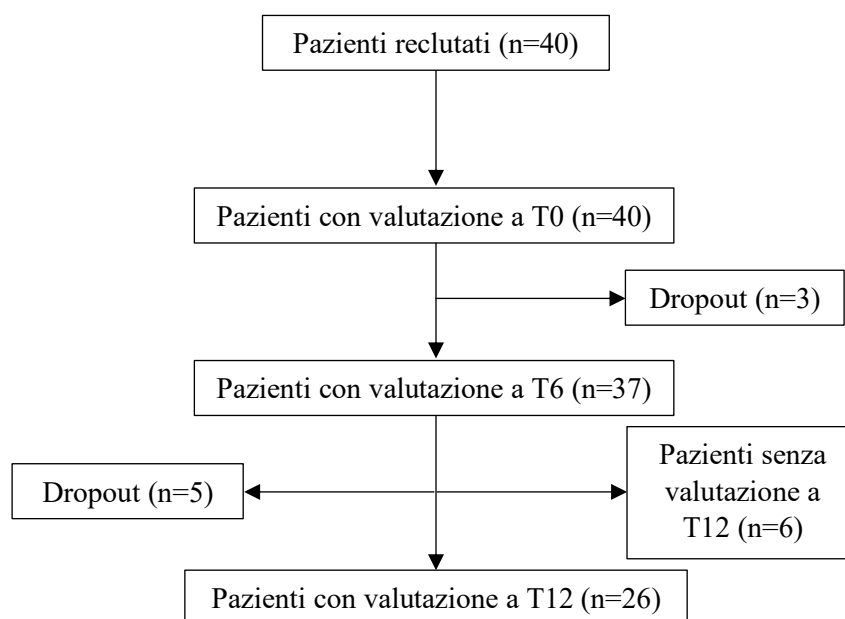 Pazienti reclutati (n=40)
Pazienti con valutazione a T0 (n=40)
Dropout (n=3)
Pazienti con valutazione a T6 (n=37)
Dropout (n=5)
Pazienti senza
valutazione a
T12 (n=6)
Pazienti con valutazione a T12 (n=26)